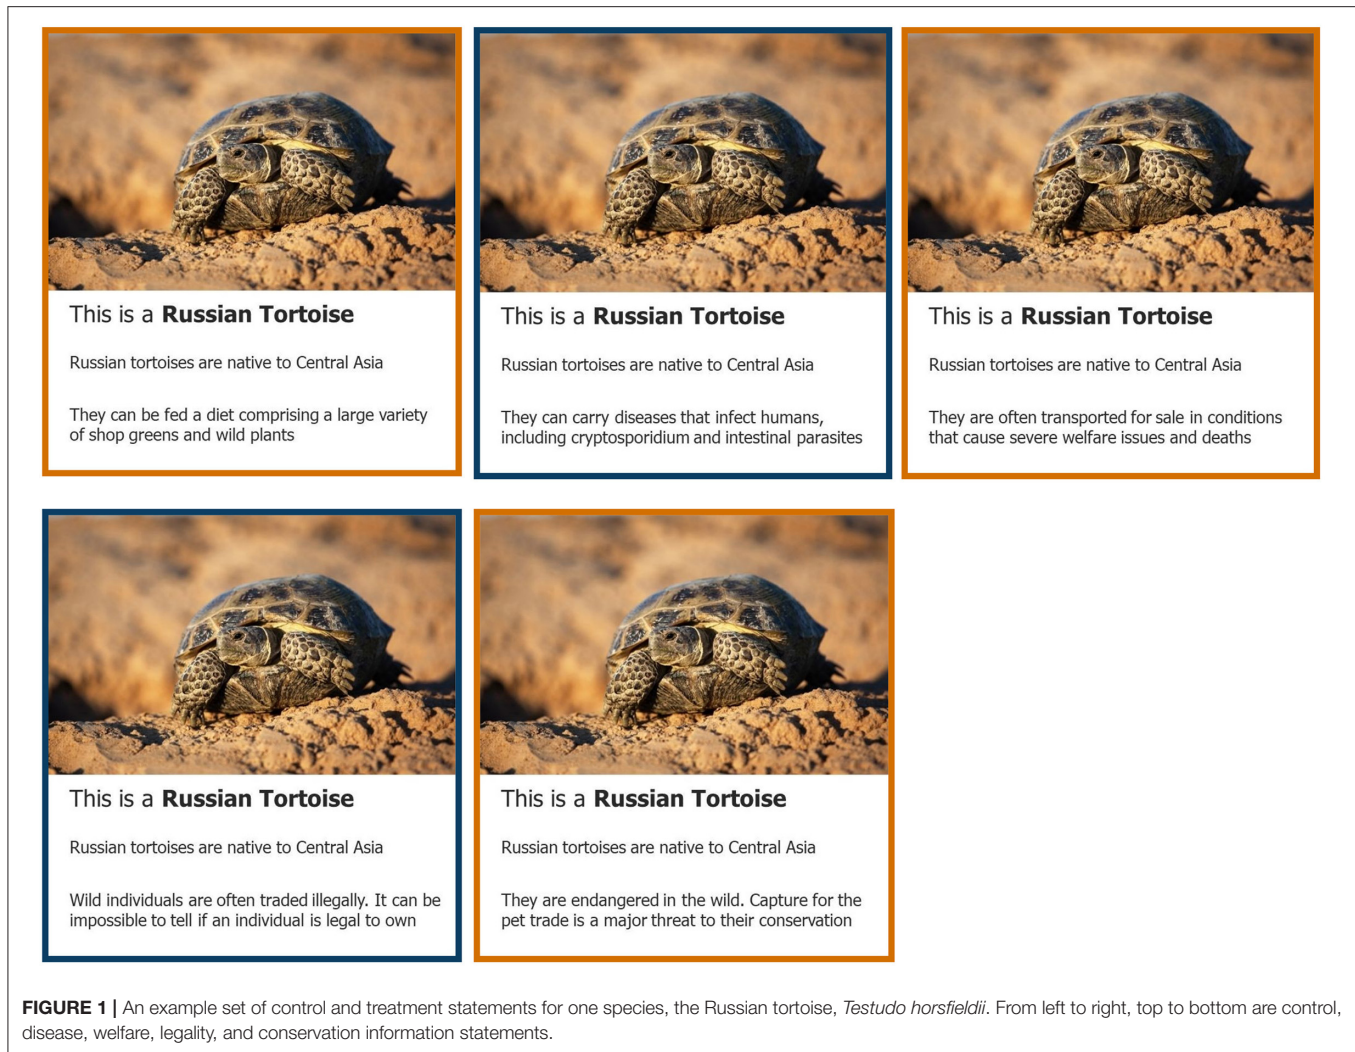 This is a Russian Tortoise
Russian tortoises are native to Central Asia
They can be fed a diet comprising a large variety
of shop greens and wild plants
This is a Russian Tortoise
Russian tortoises are native to Central Asia
They can carry diseases that infect humans,
including cryptosporidium and intestinal parasites
This is a Russian Tortoise
Russian tortoises are native to Central Asia
They are often transported for sale in conditions
that cause severe welfare issues and deaths
This is a Russian Tortoise
Russian tortoises are native to Central Asia
Wild individuals are often traded illegally. It can be
impossible to tell if an individual is legal to own
This is a Russian Tortoise
Russian tortoises are native to Central Asia
They are endangered in the wild. Capture for the
pet trade is a major threat to their conservation
FIGURE 1 | An example set of control and treatment statements for one species, the Russian tortoise, Testudo horsfieldii. From left to right, top to bottom are control,
disease, welfare, legality, and conservation information statements.